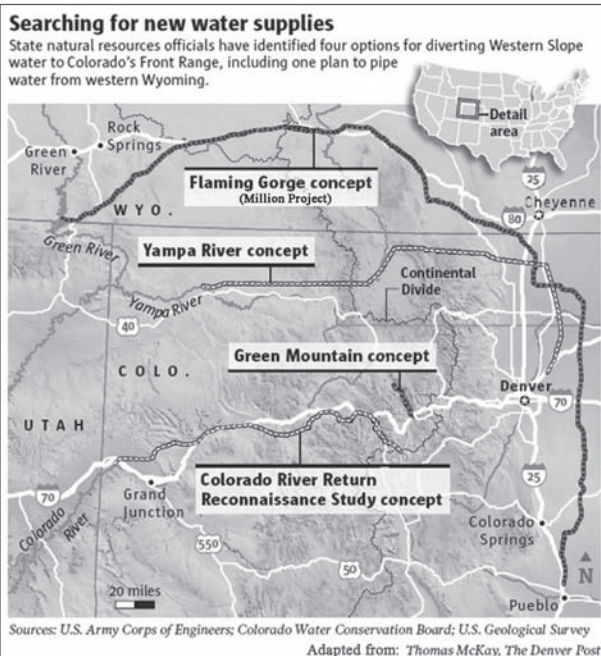 Searching for new water supplies
State natural resources officials have identified four options for diverting Western Slope
water to Colorado's Front Range, including one plan to pipe
water from western Wyoming.
Detail
area
Rock
Springs
Green
River
25
Cheyenne
80
Flaming Gorge concept
(Million Project)
WYO.
Green River
Yampa River concept
Continental
Divide
Yampa River
40
Green Mountain concept
COLO.
Denver
70
UTAH
Colorado River Return
Reconnaissance Study concept
25
70
Grand
Junction
Colorado
River
Colorado
Springs
550
50
N
20 miles
Pueblo
Sources: U.S. Army Corps of Engineers; Colorado Water Conservation Board; U.S. Geological Survey
Adapted from: Thomas McKay, The Denver Post